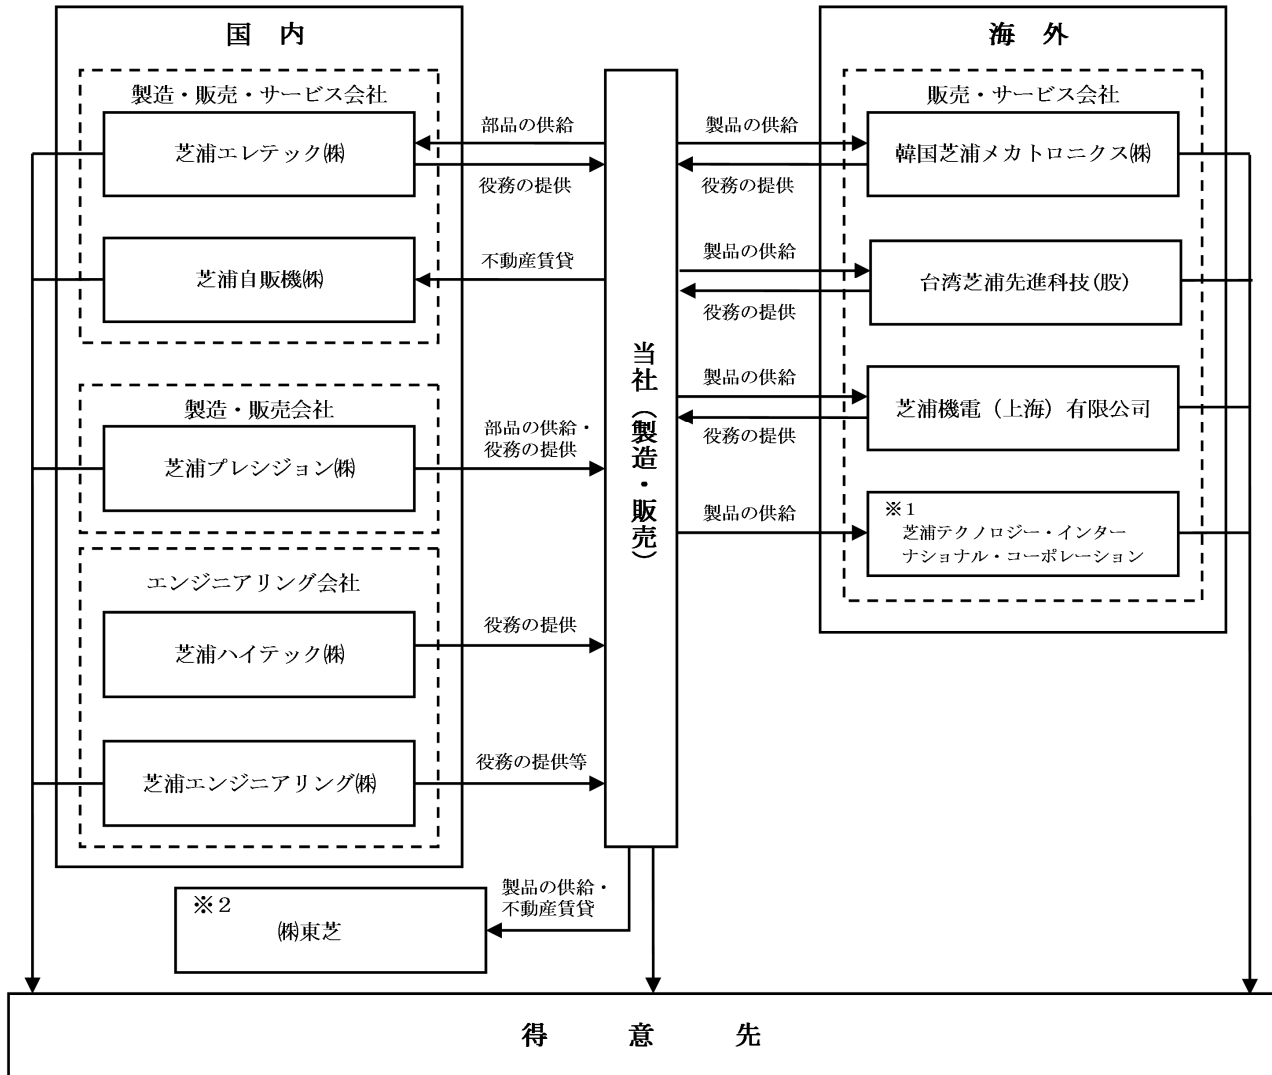 国 内
製造・販売・サービス会社
芝浦エレテック㈱
芝浦自販機㈱
製造・販売会社
芝浦プレシジョン㈱
エンジニアリング会社
芝浦ハイテック㈱
芝浦エンジニアリング㈱
部品の供給
役務の提供
不動産賃貸
部品の供給・
役務の提供
役務の提供
役務の提供等
当社（製造・販売）
製品の供給
役務の提供
製品の供給
役務の提供
製品の供給
役務の提供
製品の供給
海 外
販売・サービス会社
韓国芝浦メカトロニクス㈱
台湾芝浦先進科技(股)
芝浦機電（上海）有限公司
※1
芝浦テクノロジー・インター
ナショナル・コーポレーション
製品の供給・
不動産賃貸
※2
㈱東芝
得 意 先